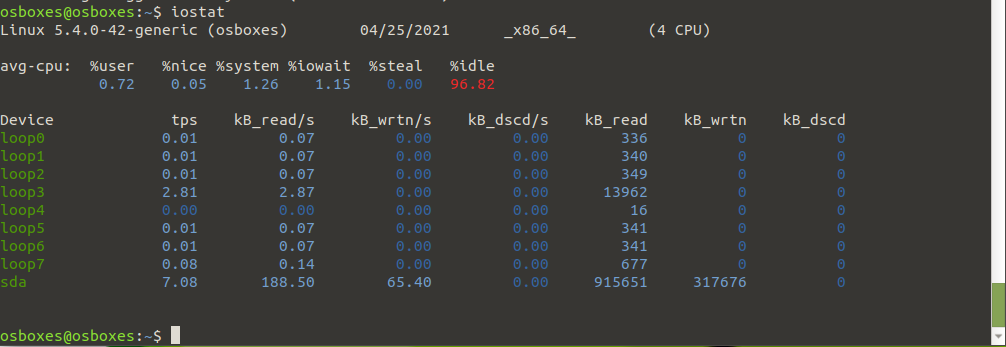 osboxes@osboxes:~$ iostat
Linux 5.4.0-42-generic (osboxes) 04/25/2021 _x86_64_ (4 CPU)
avg-cpu: %user %nice %system %iowait %steal %idle
0.72 0.05 1.26 1.15 0.00 96.82
Device tps kB_read/s kB_wrtn/s kB_dscd/s kB_read kB_wrtn kB_dscd
loop0 0.01 0.07 0.00 0.00 336 0 0
loop1 0.01 0.07 0.00 0.00 340 0 0
loop2 0.01 0.07 0.00 0.00 349 0 0
loop3 2.81 2.87 0.00 0.00 13962 0 0
loop4 0.00 0.00 0.00 0.00 16 0 0
loop5 0.01 0.07 0.00 0.00 341 0 0
loop6 0.01 0.07 0.00 0.00 341 0 0
loop7 0.08 0.14 0.00 0.00 677 0 0
sda 7.08 188.50 65.40 0.00 915651 317676 0
osboxes@osboxes:~$